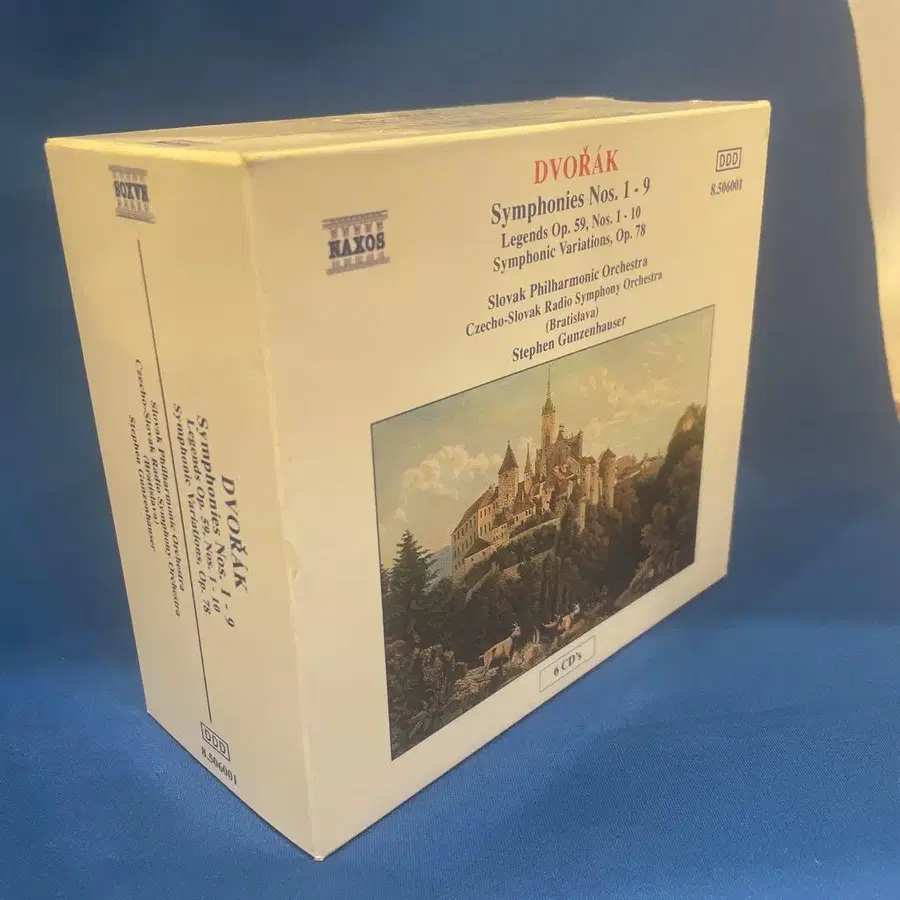 NAXOS
DVOŘÁK
Symphonies Nos. 1 - 9
Legends Op. 59, Nos. 1 - 10
Symphonic Variations, Op. 78
Slovak Philharmonic Orchestra
Czecho-Slovak Radio Symphony Orchestra
(Bratislava)
Stephen Gunzenhauser
DDD
8.506001
6 CD's
NAXOS
DVOŘÁK
Symphonies Nos. 1 - 9
Legends Op. 59, Nos. 1 - 10
Symphonic Variations, Op. 78
Slovak Philharmonic Orchestra
Czecho-Slovak Radio Symphony Orchestra
(Bratislava)
Stephen Gunzenhauser
DDD
8.506001